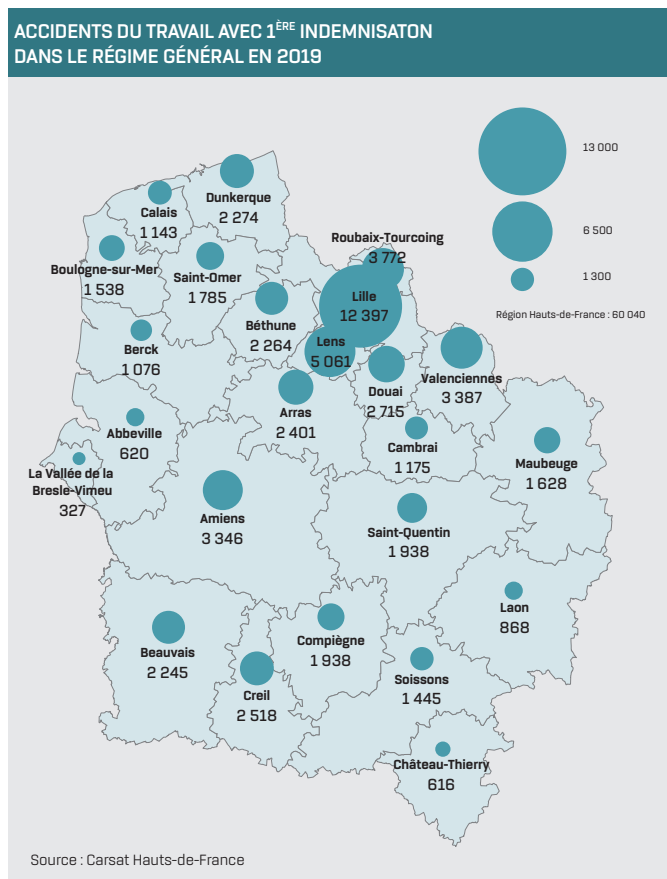 ACCIDENTS DU TRAVAIL AVEC 1ÈRE INDEMNISATON
DANS LE RÉGIME GÉNÉRAL EN 2019
13 000
6 500
1 300
Région Hauts-de-France : 60 040
Dunkerque
2 274
Calais
1 143
Roubaix-Tourcoing
3 772
Boulogne-sur-Mer
1 538
Saint-Omer
1 785
Lille
12 397
Béthune
2 264
Lens
5 061
Berck
1 076
Valenciennes
3 387
Douai
2 715
Arras
2 401
Abbeville
620
Cambrai
1 175
Maubeuge
1 628
La Vallée de la
Bresle-Vimeu
327
Amiens
3 346
Saint-Quentin
1 938
Laon
868
Compiègne
1 938
Beauvais
2 245
Soissons
1 445
Creil
2 518
Château-Thierry
616
Source : Carsat Hauts-de-France